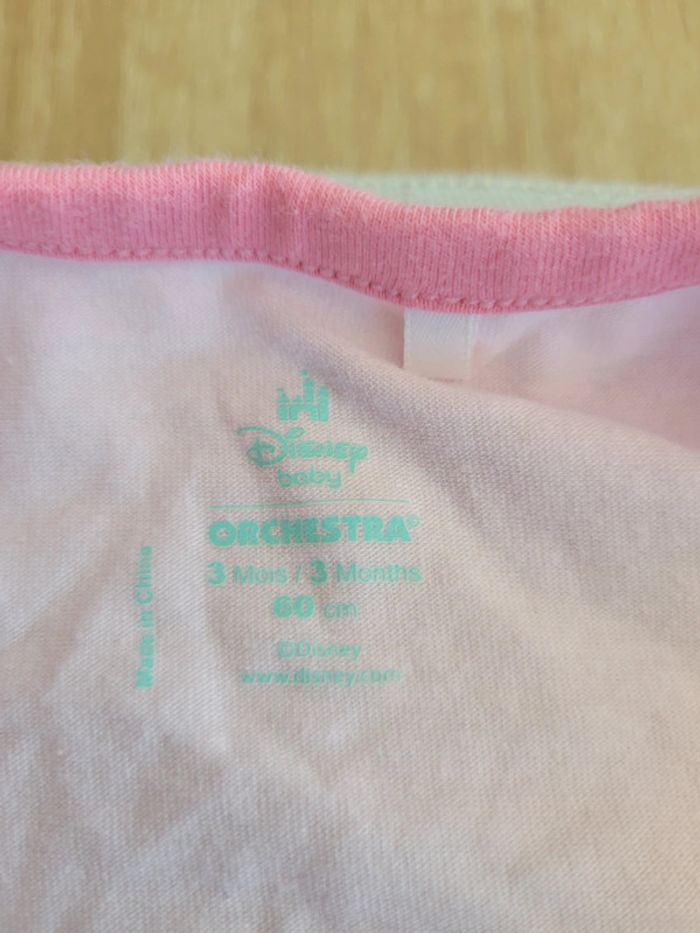 Disney
baby
ORCHESTRA®
3 Mois / 3 Months
60 cm
©Disney
www.disney.com
Made in China